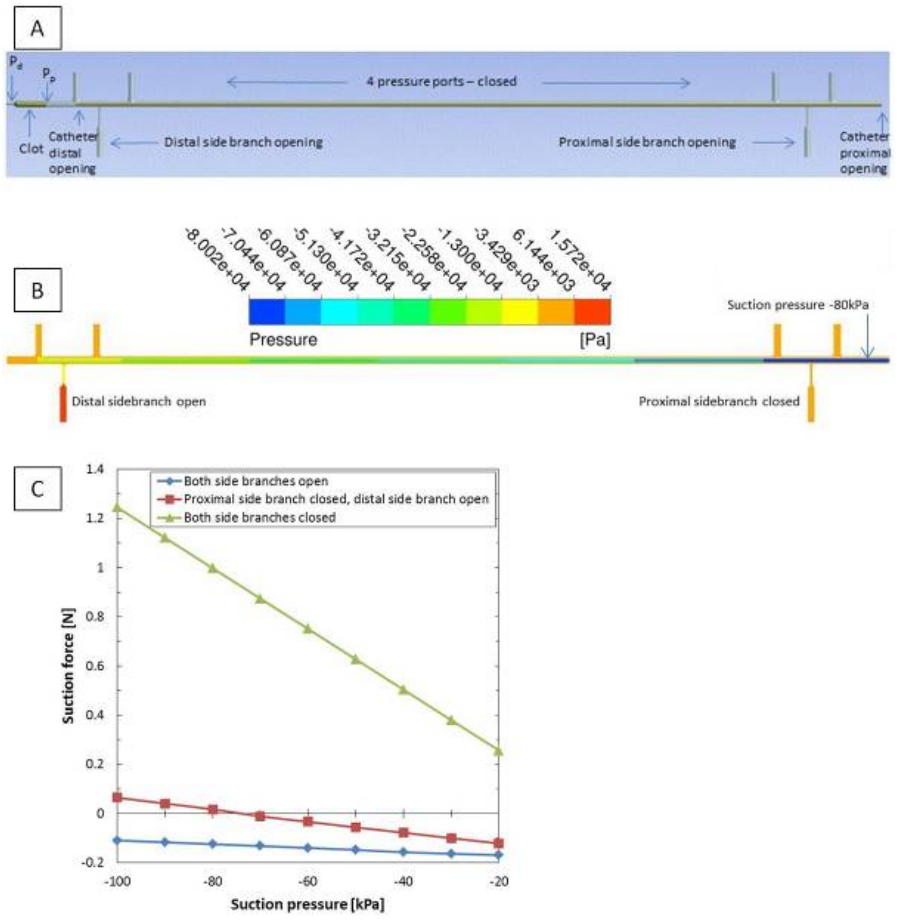 A
Pd
Pp
4 pressure ports – closed
Clot
Catheter distal opening
Distal side branch opening
Proximal side branch opening
Catheter proximal opening
B
-8.002e+04
-7.044e+04
-6.087e+04
-5.130e+04
-4.172e+04
-3.215e+04
-2.258e+04
-1.300e+04
-3.429e+03
6.144e+03
1.572e+04
Pressure [Pa]
Suction pressure -80kPa
Distal sidebranch open
Proximal sidebranch closed
C
Both side branches open
Proximal side branch closed, distal side branch open
Both side branches closed
Suction force [N]
1.4
1.2
1
0.8
0.6
0.4
0.2
0
-0.2
-100 -80 -60 -40 -20
Suction pressure [kPa]